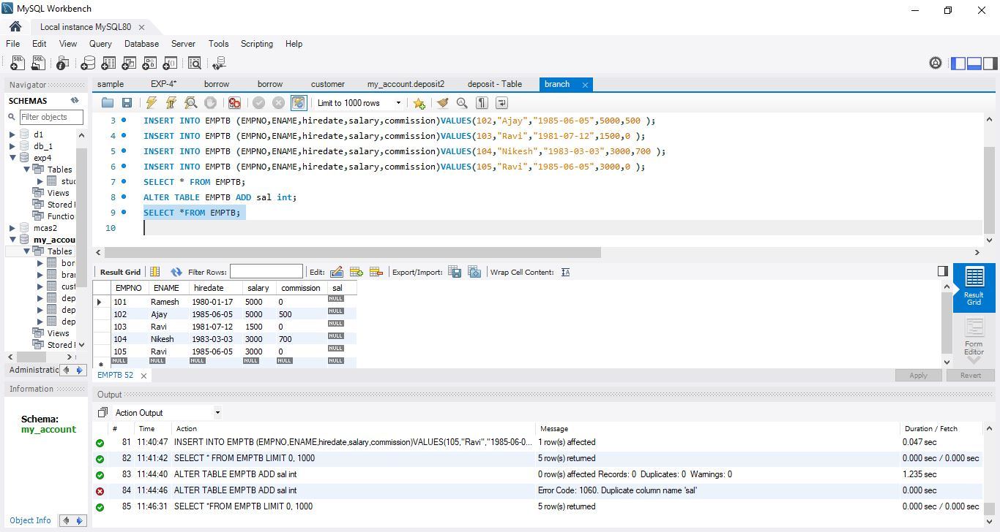 MySQL Workbench
Local instance MySQL80
File Edit View Query Database Server Tools Scripting Help
Navigator
SCHEMAS
Filter objects
d1
db_1
exp4
Tables
stuc
Views
Stored F
Functio
mcas2
my_accou
Tables
bor
bra
cus
dep
dep
dep
Views
Stored F
Administratic
Information
Schema:
my_account
Object Info
sample EXP-4* borrow borrow customer my_account.deposit2 deposit - Table branch
Limit to 1000 rows
3 INSERT INTO EMPTB (EMPNO,ENAME,hiredate,salary,commission)VALUES(102,"Ajay","1985-06-05",5000,500 );
4 INSERT INTO EMPTB (EMPNO,ENAME,hiredate,salary,commission)VALUES(103,"Ravi","1981-07-12",1500,0 );
5 INSERT INTO EMPTB (EMPNO,ENAME,hiredate,salary,commission)VALUES(104,"Nikesh","1983-03-03",3000,700 );
6 INSERT INTO EMPTB (EMPNO,ENAME,hiredate,salary,commission)VALUES(105,"Ravi","1985-06-05",3000,0 );
7 SELECT * FROM EMPTB;
8 ALTER TABLE EMPTB ADD sal int;
9 SELECT *FROM EMPTB;
10
Result Grid Filter Rows: Edit: Export/Import: Wrap Cell Content:
EMPNO ENAME hiredate salary commission sal
101 Ramesh 1980-01-17 5000 0 NULL
102 Ajay 1985-06-05 5000 500 NULL
103 Ravi 1981-07-12 1500 0 NULL
104 Nikesh 1983-03-03 3000 700 NULL
105 Ravi 1985-06-05 3000 0 NULL
NULL NULL NULL NULL NULL NULL
Result
Grid
Form
Editor
EMPTB 52 Apply Revert
Output
Action Output
# Time Action Message Duration / Fetch
81 11:40:47 INSERT INTO EMPTB (EMPNO,ENAME,hiredate,salary,commission)VALUES(105,"Ravi","1985-06-0... 1 row(s) affected 0.047 sec
82 11:41:42 SELECT * FROM EMPTB LIMIT 0, 1000 5 row(s) returned 0.000 sec / 0.000 sec
83 11:44:40 ALTER TABLE EMPTB ADD sal int 0 row(s) affected Records: 0 Duplicates: 0 Warnings: 0 1.235 sec
84 11:44:46 ALTER TABLE EMPTB ADD sal int Error Code: 1060. Duplicate column name 'sal' 0.000 sec
85 11:46:31 SELECT *FROM EMPTB LIMIT 0, 1000 5 row(s) returned 0.000 sec / 0.000 sec